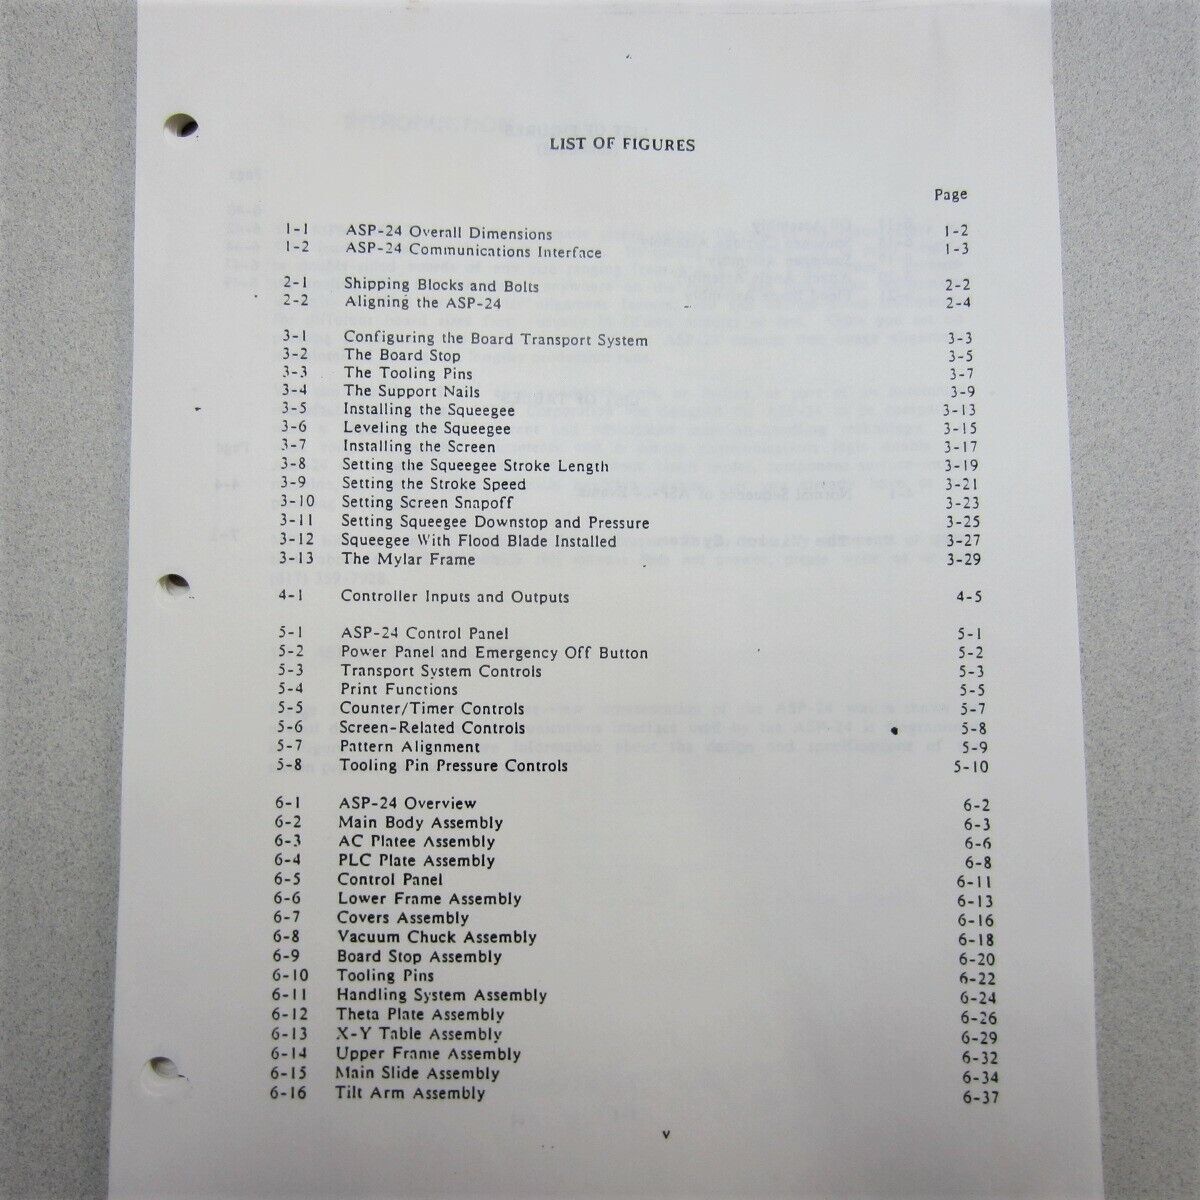 LIST OF FIGURES
Page
1-1 ASP-24 Overall Dimensions 1-2
1-2 ASP-24 Communications Interface 1-3
2-1 Shipping Blocks and Bolts 2-2
2-2 Aligning the ASP-24 2-4
3-1 Configuring the Board Transport System 3-3
3-2 The Board Stop 3-5
3-3 The Tooling Pins 3-7
3-4 The Support Nails 3-9
3-5 Installing the Squeegee 3-13
3-6 Leveling the Squeegee 3-15
3-7 Installing the Screen 3-17
3-8 Setting the Squeegee Stroke Length 3-19
3-9 Setting the Stroke Speed 3-21
3-10 Setting Screen Snapoff 3-23
3-11 Setting Squeegee Downstop and Pressure 3-25
3-12 Squeegee With Flood Blade Installed 3-27
3-13 The Mylar Frame 3-29
4-1 Controller Inputs and Outputs 4-5
5-1 ASP-24 Control Panel 5-1
5-2 Power Panel and Emergency Off Button 5-2
5-3 Transport System Controls 5-3
5-4 Print Functions 5-5
5-5 Counter/Timer Controls 5-7
5-6 Screen-Related Controls 5-8
5-7 Pattern Alignment 5-9
5-8 Tooling Pin Pressure Controls 5-10
6-1 ASP-24 Overview 6-2
6-2 Main Body Assembly 6-3
6-3 AC Platee Assembly 6-6
6-4 PLC Plate Assembly 6-8
6-5 Control Panel 6-11
6-6 Lower Frame Assembly 6-13
6-7 Covers Assembly 6-16
6-8 Vacuum Chuck Assembly 6-18
6-9 Board Stop Assembly 6-20
6-10 Tooling Pins 6-22
6-11 Handling System Assembly 6-24
6-12 Theta Plate Assembly 6-26
6-13 X-Y Table Assembly 6-29
6-14 Upper Frame Assembly 6-32
6-15 Main Slide Assembly 6-34
6-16 Tilt Arm Assembly 6-37
v